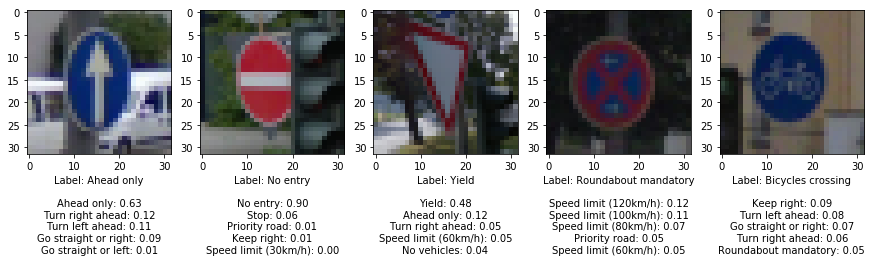 0
5
10
15
20
25
30
0 10 20 30
Label: Ahead only
Ahead only: 0.63
Turn right ahead: 0.12
Turn left ahead: 0.11
Go straight or right: 0.09
Go straight or left: 0.01
0
5
10
15
20
25
30
0 10 20 30
Label: No entry
No entry: 0.90
Stop: 0.06
Priority road: 0.01
Keep right: 0.01
Speed limit (30km/h): 0.00
0
5
10
15
20
25
30
0 10 20 30
Label: Yield
Yield: 0.48
Ahead only: 0.12
Turn right ahead: 0.05
Speed limit (60km/h): 0.05
No vehicles: 0.04
0
5
10
15
20
25
30
0 10 20 30
Label: Roundabout mandatory
Speed limit (120km/h): 0.12
Speed limit (100km/h): 0.11
Speed limit (80km/h): 0.07
Priority road: 0.05
Speed limit (60km/h): 0.05
0
5
10
15
20
25
30
0 10 20 30
Label: Bicycles crossing
Keep right: 0.09
Turn left ahead: 0.08
Go straight or right: 0.07
Turn right ahead: 0.06
Roundabout mandatory: 0.05